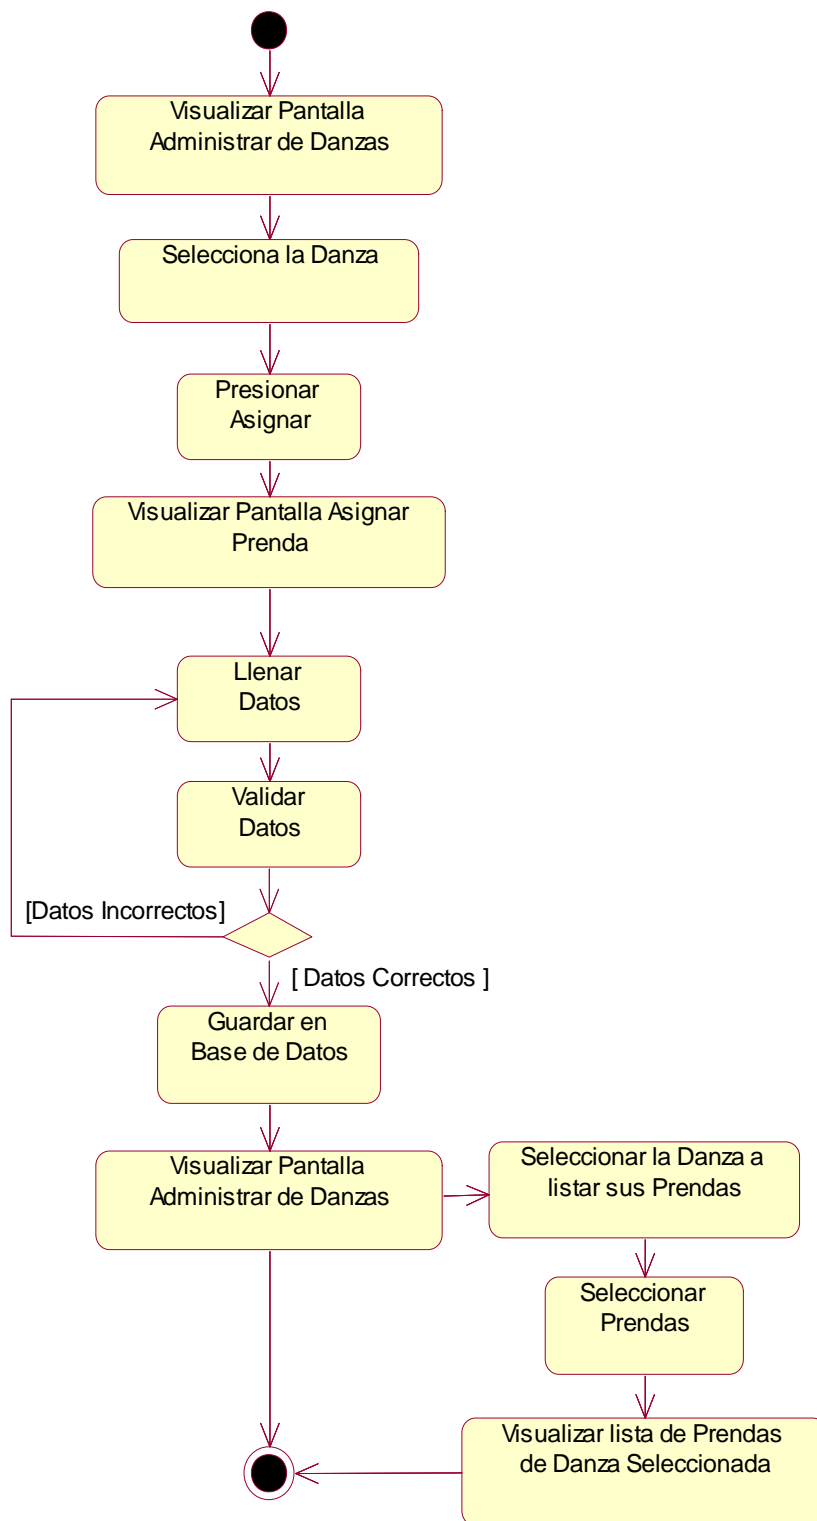 Visualizar Pantalla
Administrar de Danzas
Selecciona la Danza
Presionar
Asignar
Visualizar Pantalla Asignar
Prenda
Llenar
Datos
Validar
Datos
[Datos Incorrectos]
[ Datos Correctos ]
Guardar en
Base de Datos
Visualizar Pantalla
Administrar de Danzas
Seleccionar la Danza a
listar sus Prendas
Seleccionar
Prendas
Visualizar lista de Prendas
de Danza Seleccionada